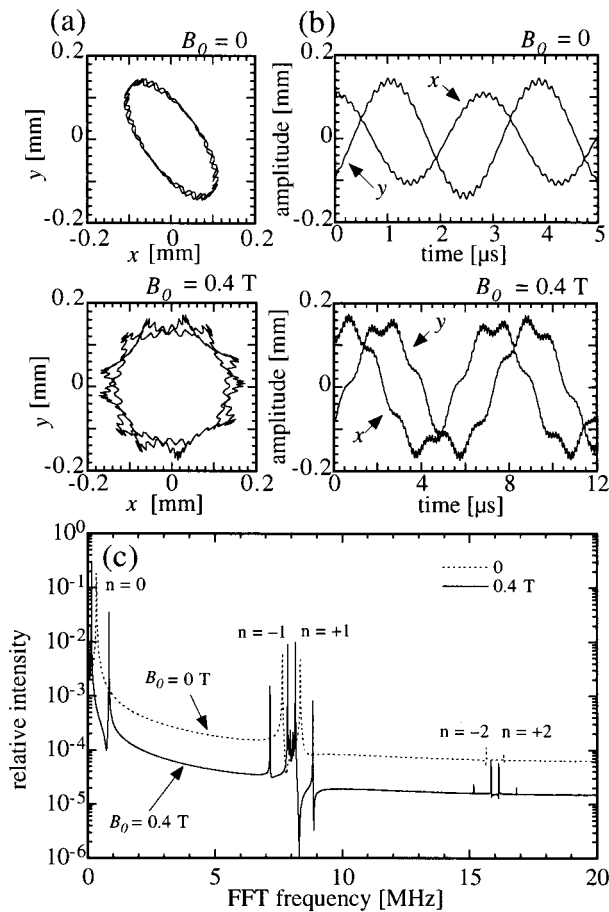 (a)
B0 = 0
y [mm]
0.2
0
-0.2
-0.2 0 0.2
x [mm]
(b)
B0 = 0
amplitude [mm]
0.2
0
-0.2
x
y
0 1 2 3 4 5
time [µs]
B0 = 0.4 T
y [mm]
0.2
0
-0.2
-0.2 0 0.2
x [mm]
B0 = 0.4 T
amplitude [mm]
0.2
0
-0.2
y
x
0 4 8 12
time [µs]
(c)
relative intensity
10^0
10^-1
10^-2
10^-3
10^-4
10^-5
10^-6
n = 0
n = -1
n = +1
n = -2
n = +2
0
0.4 T
B0 = 0 T
B0 = 0.4 T
0 5 10 15 20
FFT frequency [MHz]